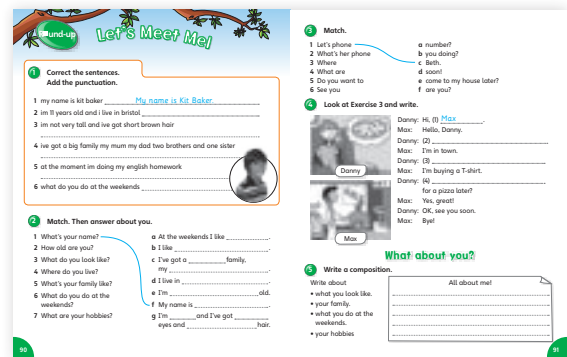 Round-up
Let's Meet Me!
1 Correct the sentences.
Add the punctuation.
1 my name is kit baker My name is Kit Baker.
2 im 11 years old and i live in bristol
3 im not very tall and ive got short brown hair
4 ive got a big family my mum my dad two brothers and one sister
5 at the moment im doing my english homework
6 what do you do at the weekends
2 Match. Then answer about you.
1 What's your name?
2 How old are you?
3 What do you look like?
4 Where do you live?
5 What's your family like?
6 What do you do at the
weekends?
7 What are your hobbies?
a At the weekends I like .
b I like .
c I've got a family,
my .
d I live in .
e I'm old.
f My name is .
g I'm and I've got
eyes and hair.
90
3 Match.
1 Let's phone
2 What's her phone
3 Where
4 What are
5 Do you want to
6 See you
a number?
b you doing?
c Beth.
d soon!
e come to my house later?
f are you?
4 Look at Exercise 3 and write.
Danny
Max
Danny: Hi, (1) Max .
Max: Hello, Danny.
Danny: (2)
Max: I'm in town.
Danny: (3)
Max: I'm buying a T-shirt.
Danny: (4)
for a pizza later?
Max: Yes, great!
Danny: OK, see you soon.
Max: Bye!
What about you?
5 Write a composition.
Write about
• what you look like.
• your family.
• what you do at the
weekends.
• your hobbies
All about me!
91